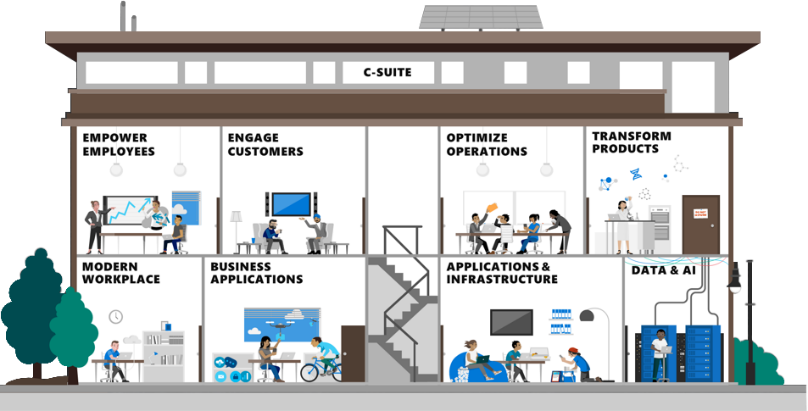 C-SUITE
EMPOWER
EMPLOYEES
ENGAGE
CUSTOMERS
OPTIMIZE
OPERATIONS
TRANSFORM
PRODUCTS
MODERN
WORKPLACE
BUSINESS
APPLICATIONS
APPLICATIONS &
INFRASTRUCTURE
DATA & AI